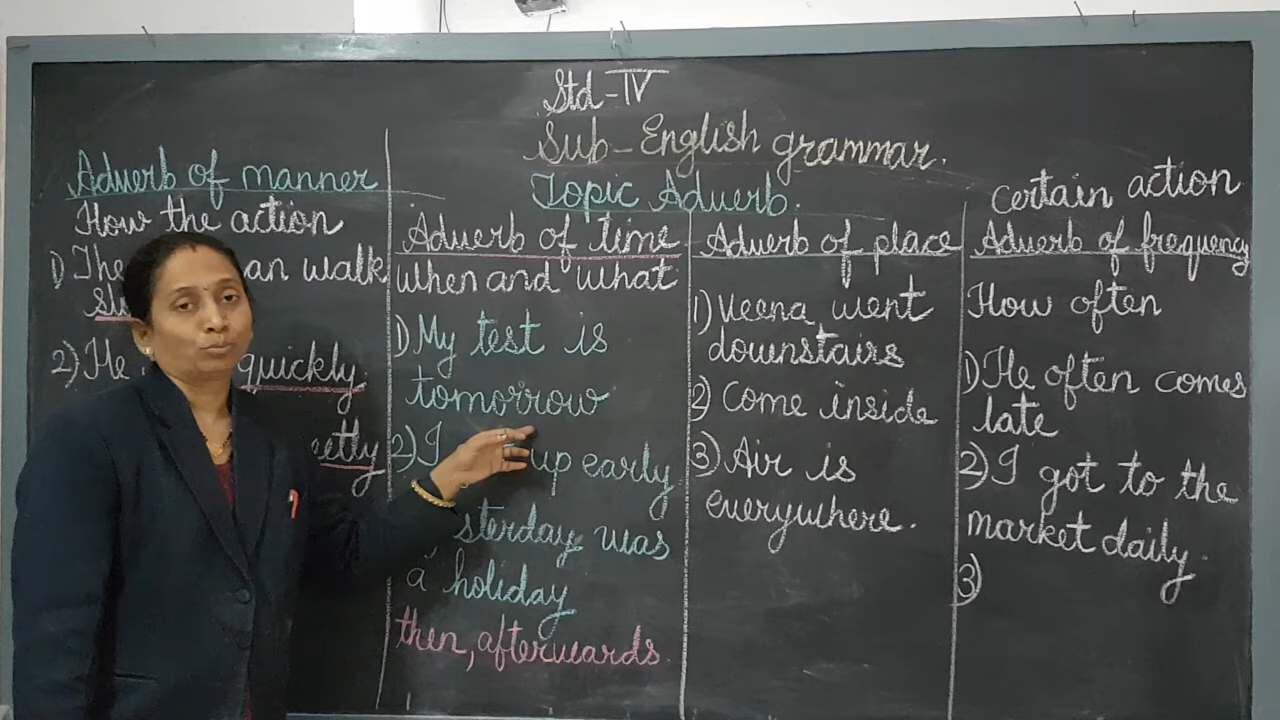 Std-IV
Sub-English grammar.
Topic Adverb.
Adverb of manner
How the action
1) The an walk
2) He quickly
Adverb of time
when and what
1) My test is
tomorrow
2) I up early
was
a holiday
then, afterwards.
Adverb of place
1) Veena went
downstairs
2) Come inside
3) Air is
everywhere.
certain action
Adverb of frequency
How often
1) He often comes
late
2) I got to the
market daily.
3)